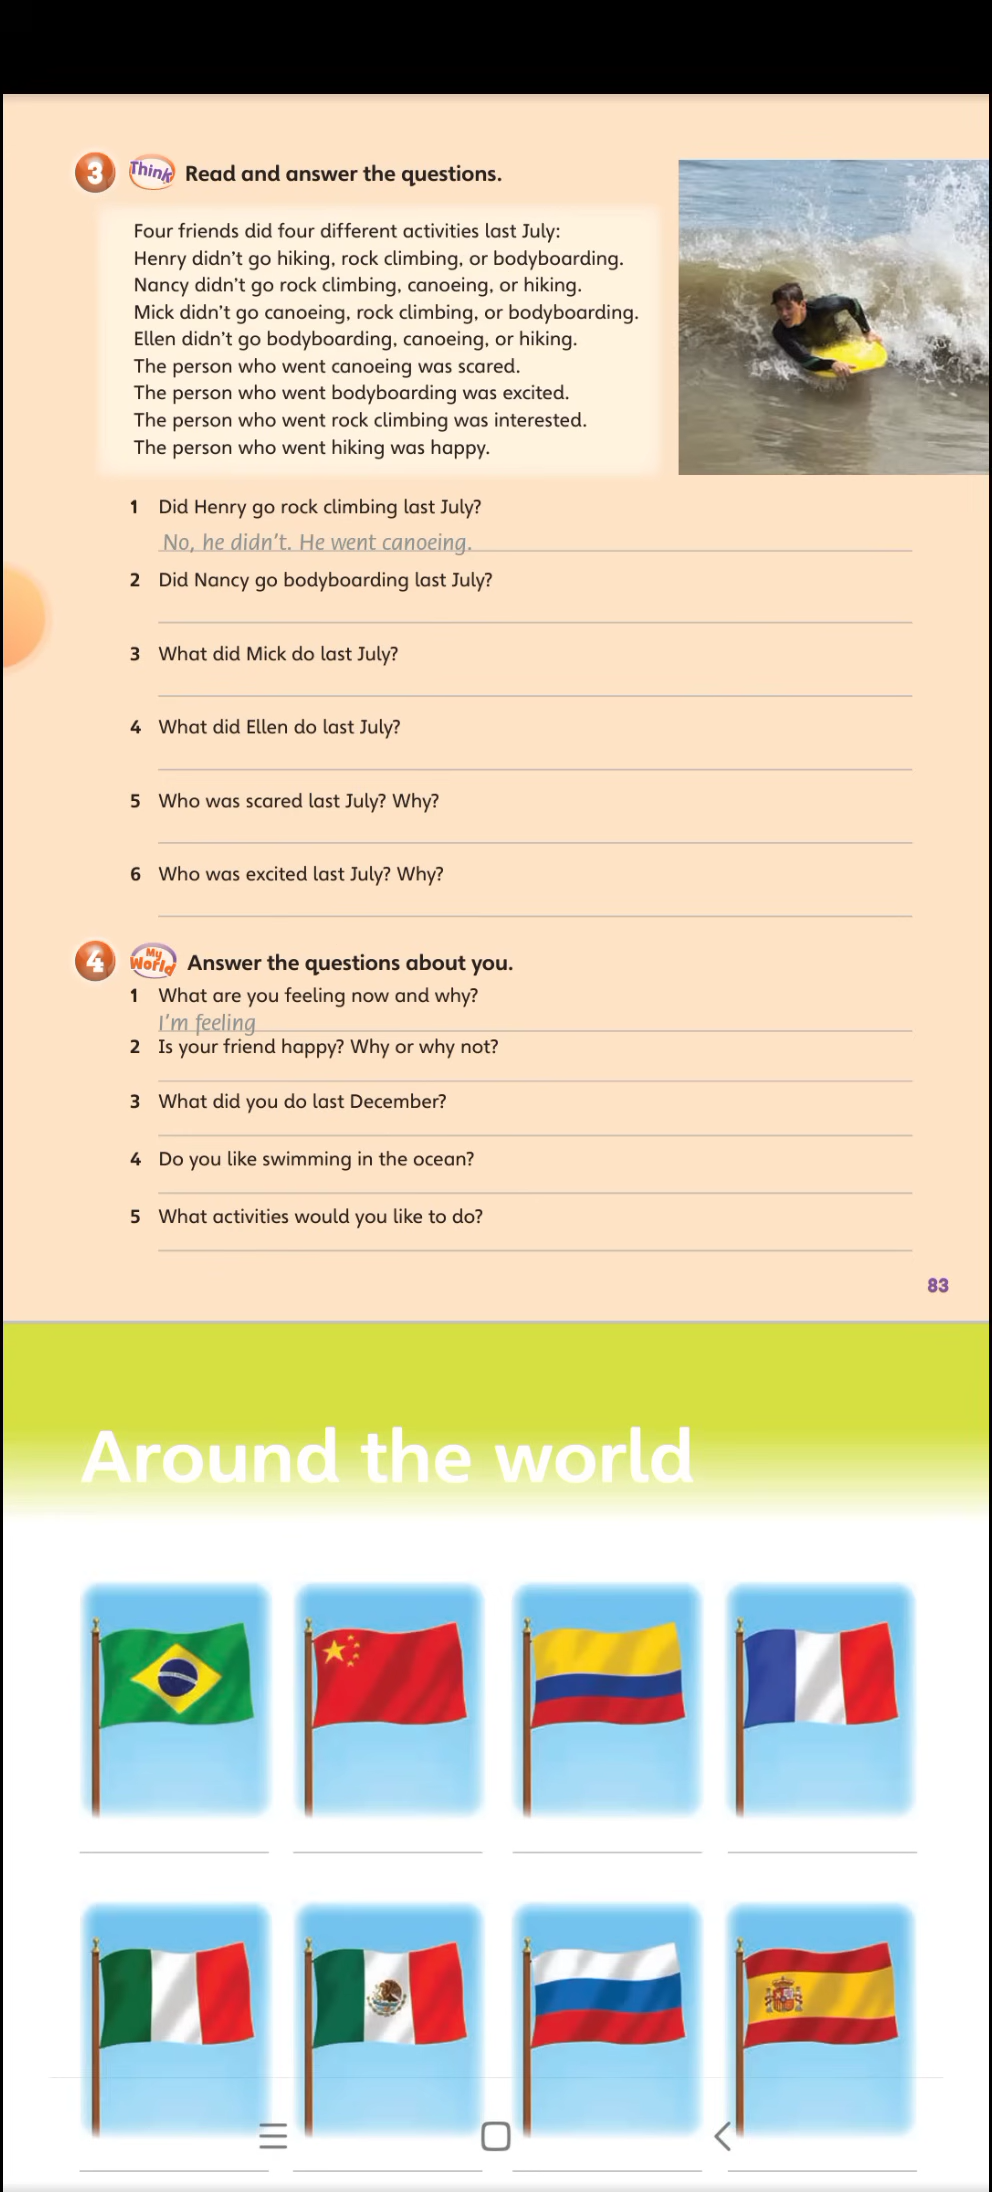 3 Think Read and answer the questions.
Four friends did four different activities last July:
Henry didn't go hiking, rock climbing, or bodyboarding.
Nancy didn't go rock climbing, canoeing, or hiking.
Mick didn't go canoeing, rock climbing, or bodyboarding.
Ellen didn't go bodyboarding, canoeing, or hiking.
The person who went canoeing was scared.
The person who went bodyboarding was excited.
The person who went rock climbing was interested.
The person who went hiking was happy.
1 Did Henry go rock climbing last July?
No, he didn't. He went canoeing.
2 Did Nancy go bodyboarding last July?
3 What did Mick do last July?
4 What did Ellen do last July?
5 Who was scared last July? Why?
6 Who was excited last July? Why?
4 My World Answer the questions about you.
1 What are you feeling now and why?
I'm feeling
2 Is your friend happy? Why or why not?
3 What did you do last December?
4 Do you like swimming in the ocean?
5 What activities would you like to do?
83
Around the world